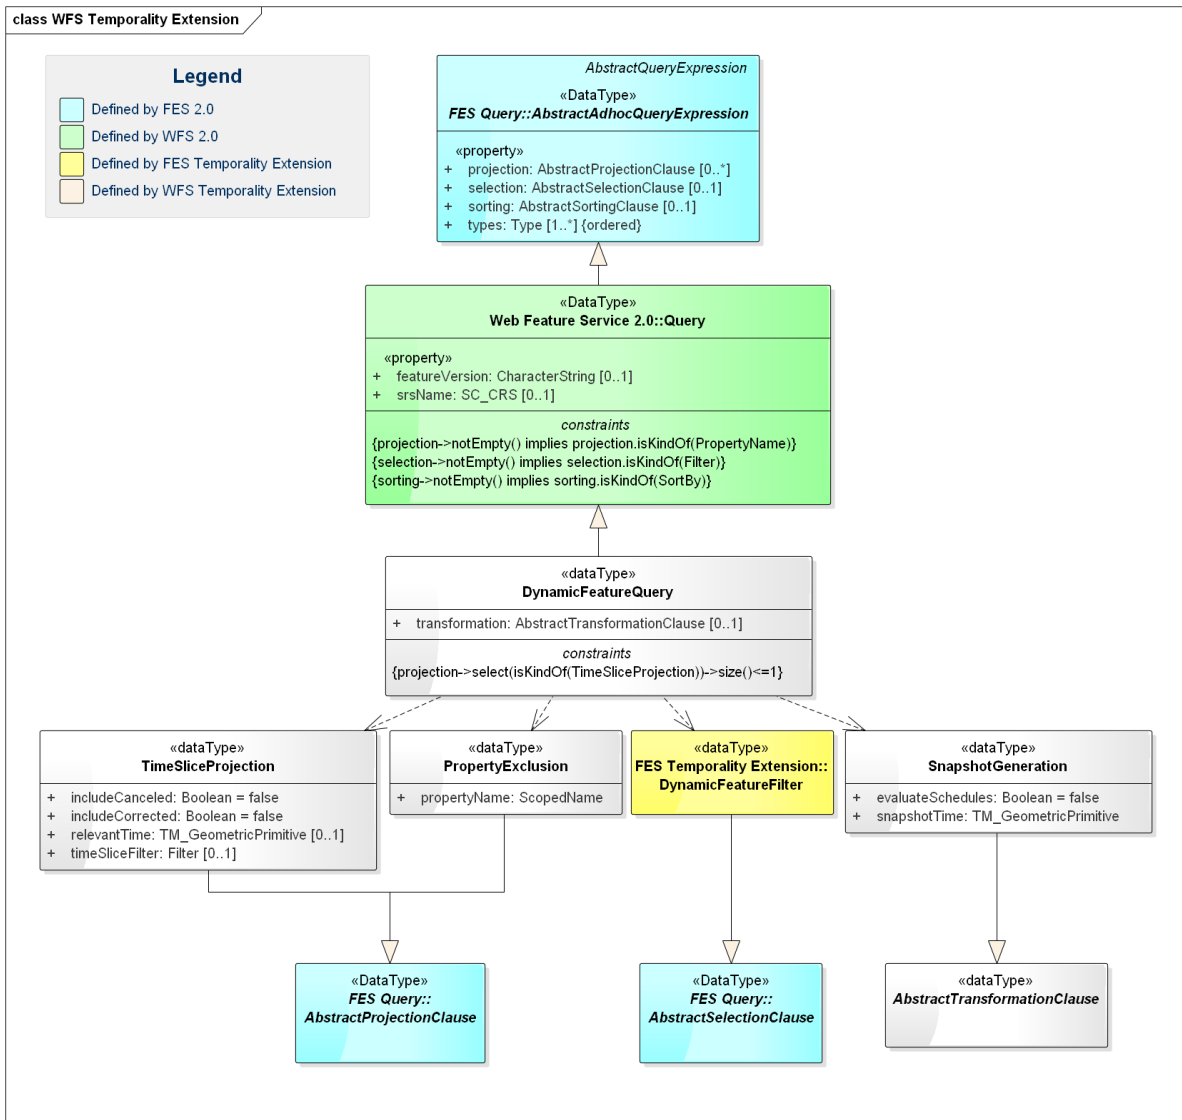 class WFS Temporality Extension
Legend
Defined by FES 2.0
Defined by WFS 2.0
Defined by FES Temporality Extension
Defined by WFS Temporality Extension
AbstractQueryExpression
«DataType»
FES Query::AbstractAdhocQueryExpression
«property»
+ projection: AbstractProjectionClause [0..*]
+ selection: AbstractSelectionClause [0..1]
+ sorting: AbstractSortingClause [0..1]
+ types: Type [1..*] {ordered}
«DataType»
Web Feature Service 2.0::Query
«property»
+ featureVersion: CharacterString [0..1]
+ srsName: SC_CRS [0..1]
constraints
{projection->notEmpty() implies projection.isKindOf(PropertyName)}
{selection->notEmpty() implies selection.isKindOf(Filter)}
{sorting->notEmpty() implies sorting.isKindOf(SortBy)}
«dataType»
DynamicFeatureQuery
+ transformation: AbstractTransformationClause [0..1]
constraints
{projection->select(isKindOf(TimeSliceProjection))->size()<=1}
«dataType»
TimeSliceProjection
+ includeCanceled: Boolean = false
+ includeCorrected: Boolean = false
+ relevantTime: TM_GeometricPrimitive [0..1]
+ timeSliceFilter: Filter [0..1]
«dataType»
PropertyExclusion
+ propertyName: ScopedName
«dataType»
FES Temporality Extension::
DynamicFeatureFilter
«dataType»
SnapshotGeneration
+ evaluateSchedules: Boolean = false
+ snapshotTime: TM_GeometricPrimitive
«DataType»
FES Query::
AbstractProjectionClause
«DataType»
FES Query::
AbstractSelectionClause
«dataType»
AbstractTransformationClause